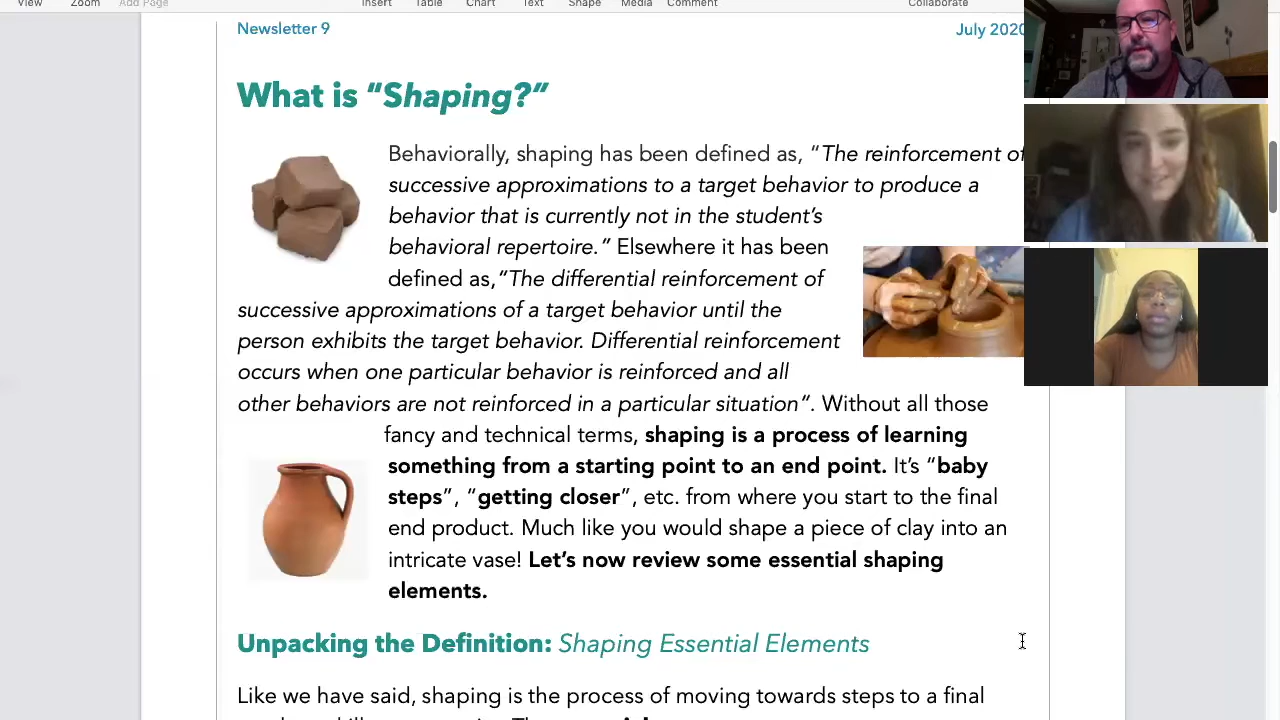 View Zoom Add Page Insert Table Chart Text Shape Media Comment Collaborate
Newsletter 9 July 2020
What is “Shaping?”
Behaviorally, shaping has been defined as, “The reinforcement of
successive approximations to a target behavior to produce a
behavior that is currently not in the student’s
behavioral repertoire.” Elsewhere it has been
defined as,“The differential reinforcement of
successive approximations of a target behavior until the
person exhibits the target behavior. Differential reinforcement
occurs when one particular behavior is reinforced and all
other behaviors are not reinforced in a particular situation”. Without all those
fancy and technical terms, shaping is a process of learning
something from a starting point to an end point. It’s “baby
steps”, “getting closer”, etc. from where you start to the final
end product. Much like you would shape a piece of clay into an
intricate vase! Let’s now review some essential shaping
elements.
Unpacking the Definition: Shaping Essential Elements
Like we have said, shaping is the process of moving towards steps to a final